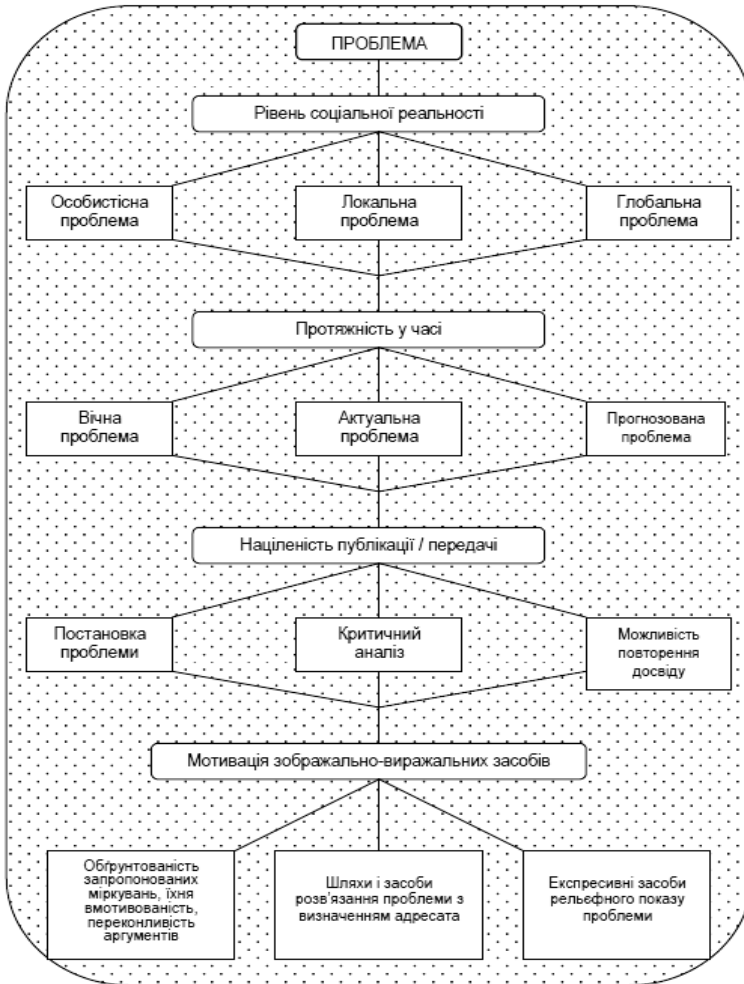 ПРОБЛЕМА
Рівень соціальної реальності
Особистісна
проблема
Локальна
проблема
Глобальна
проблема
Протяжність у часі
Вічна
проблема
Актуальна
проблема
Прогнозована
проблема
Націленість публікації / передачі
Постановка
проблеми
Критичний
аналіз
Можливість
повторення
досвіду
Мотивація зображально-виражальних засобів
Обґрунтованість
запропонованих
міркувань, їхня
вмотивованість,
переконливість
аргументів
Шляхи і засоби
розв’язання проблеми з
визначенням адресата
Експресивні засоби
рельєфного показу
проблеми